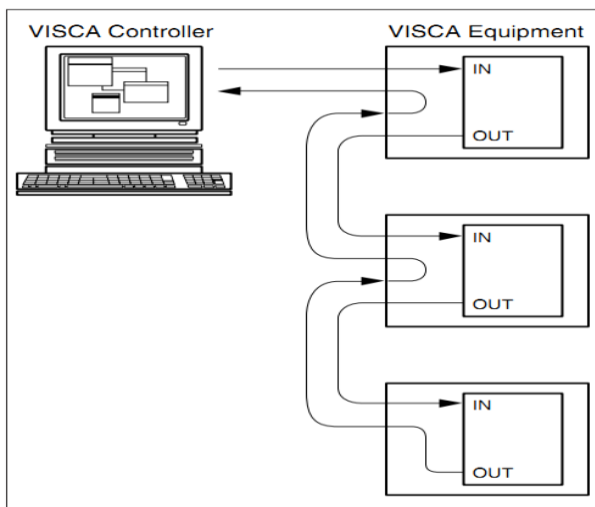 VISCA Controller
VISCA Equipment
IN
OUT
IN
OUT
IN
OUT